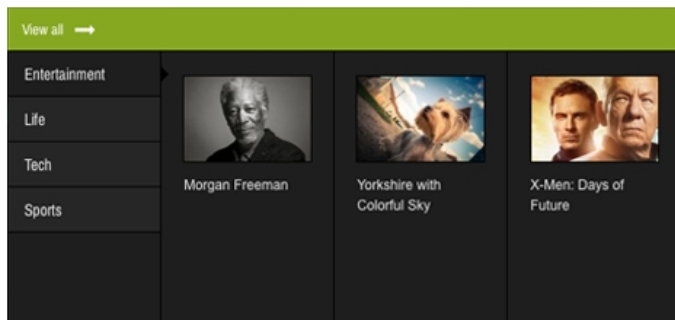 View all
Entertainment
Life
Tech
Sports
Morgan Freeman
Yorkshire with
Colorful Sky
X-Men: Days of
Future